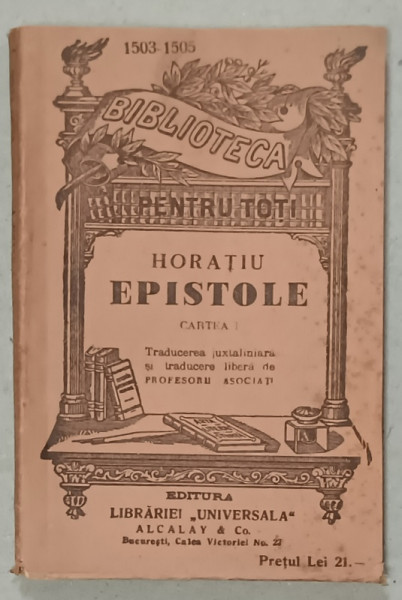 1503-1505
BIBLIOTECA
PENTRU TOȚI
HORAȚIU
EPISTOLE
CARTEA I
Traducerea juxtaliniară
și traducere liberă de
PROFESORII ASOCIAȚI
EDITURA
LIBRĂRIEI „UNIVERSALA"
ALCALAY & Co.
București, Calea Victoriei No. 27
Prețul Lei 21.—